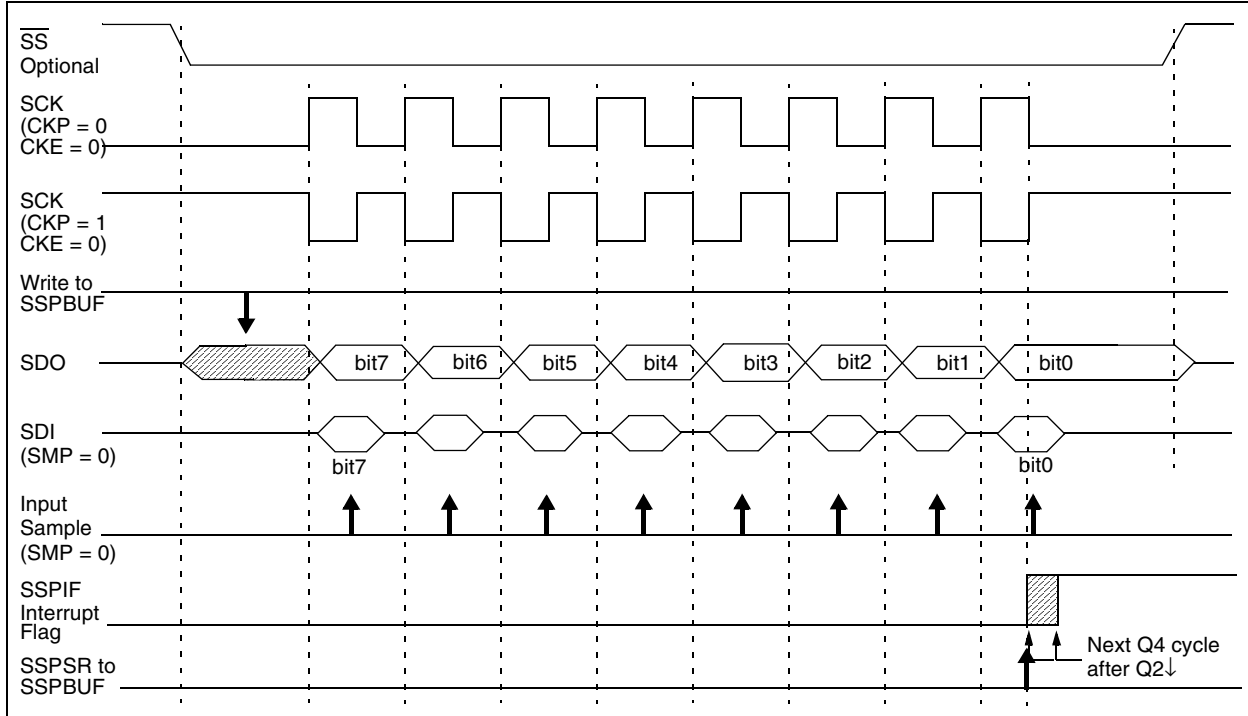 SS
Optional
SCK
(CKP = 0
CKE = 0)
SCK
(CKP = 1
CKE = 0)
Write to
SSPBUF
SDO
bit7 bit6 bit5 bit4 bit3 bit2 bit1 bit0
SDI
(SMP = 0)
bit7 bit0
Input
Sample
(SMP = 0)
SSPIF
Interrupt
Flag
Next Q4 cycle
after Q2↓
SSPSR to
SSPBUF